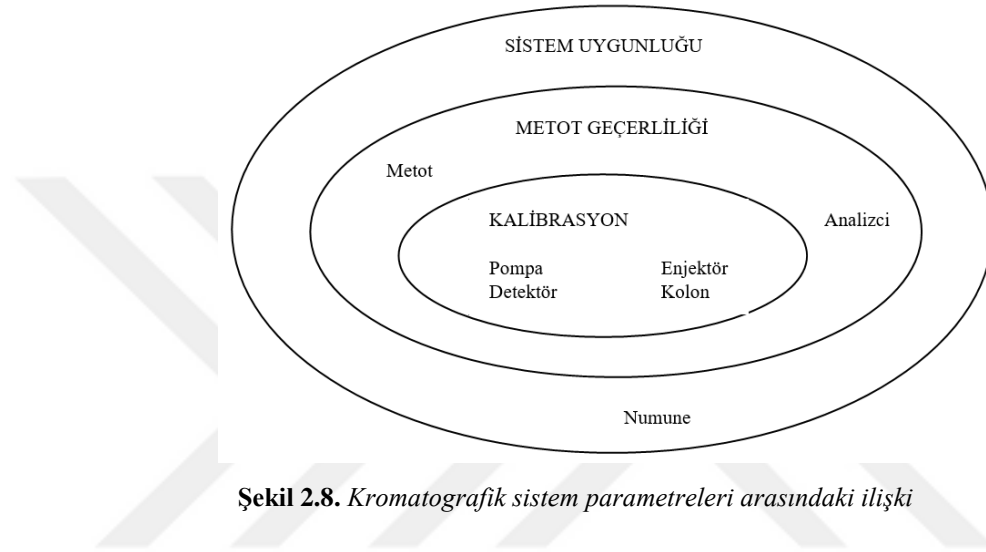 SİSTEM UYGUNLUĞU
METOT GEÇERLİLİĞİ
Metot
KALİBRASYON
Analizci
Pompa Enjektör
Detektör Kolon
Numune
Şekil 2.8. Kromatografik sistem parametreleri arasındaki ilişki